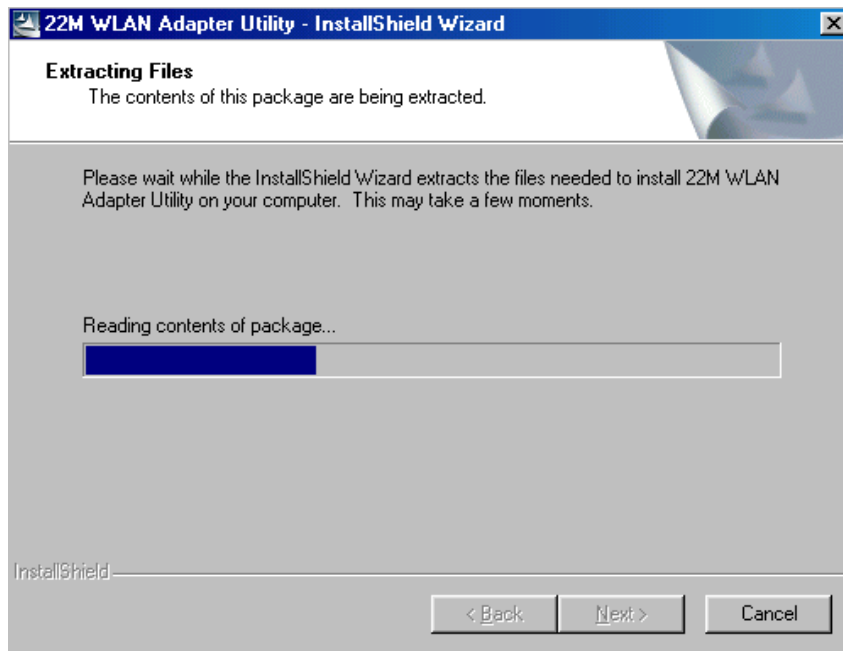 22M WLAN Adapter Utility - InstallShield Wizard
Extracting Files
The contents of this package are being extracted.
Please wait while the InstallShield Wizard extracts the files needed to install 22M WLAN
Adapter Utility on your computer.  This may take a few moments.
Reading contents of package...
InstallShield
< Back
Next >
Cancel